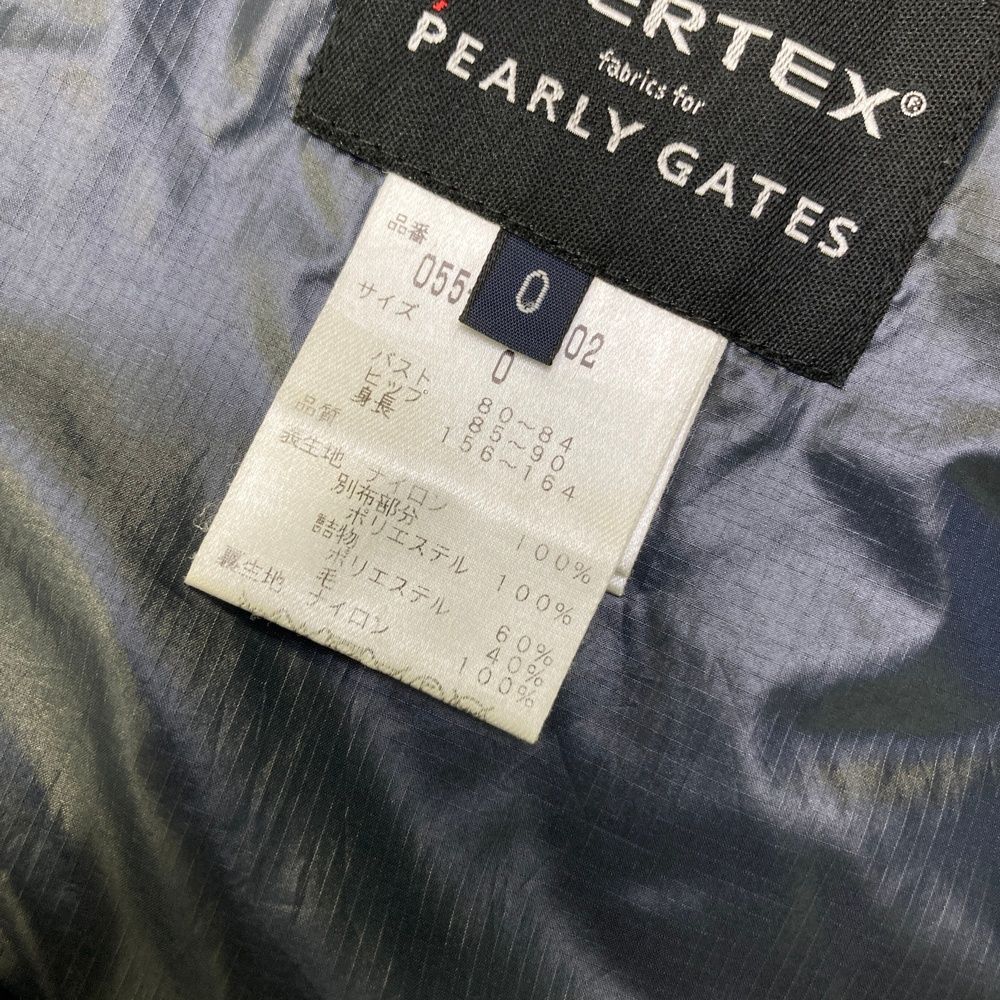 ERTEX®
fabrics for
PEARLY GATES
0
品番
055 02
サイズ 0
バスト 80～84
ヒップ 85～90
身長 156～164
品質
表生地 ナイロン 100%
別布部分
ポリエステル 100%
詰物
ポリエステル 60%
毛 40%
裏生地 ナイロン 100%